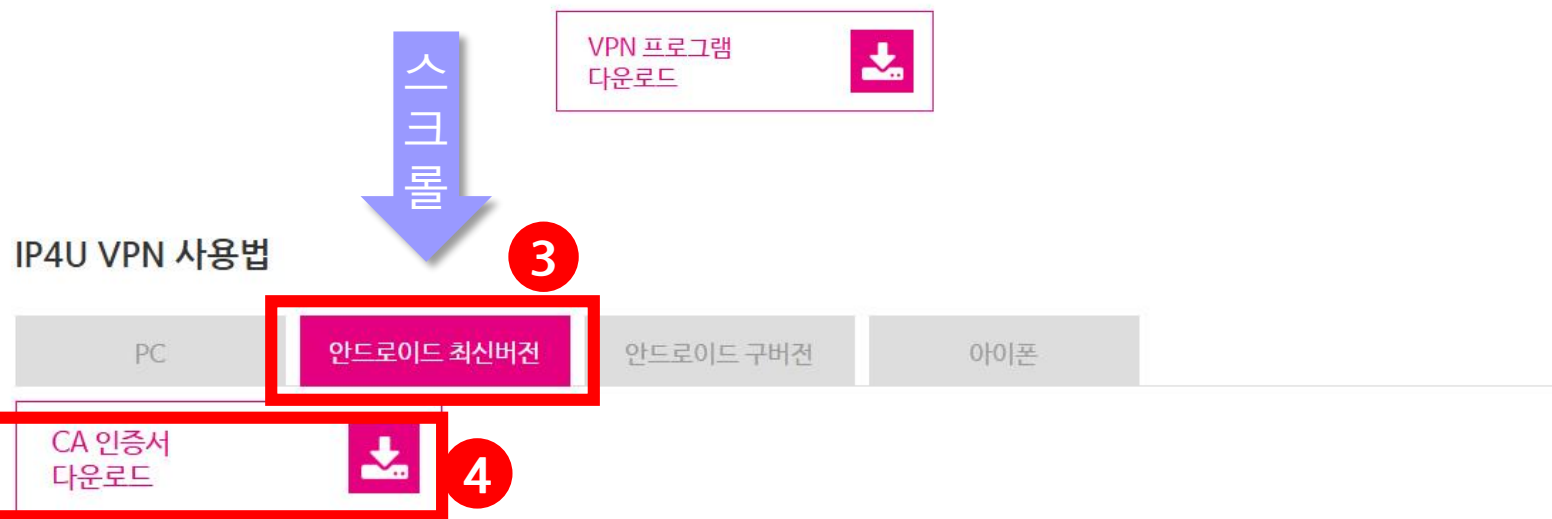 VPN 프로그램
다운로드
스
크
롤
3
IP4U VPN 사용법
PC
안드로이드 최신버전
안드로이드 구버전
아이폰
CA 인증서
다운로드
4